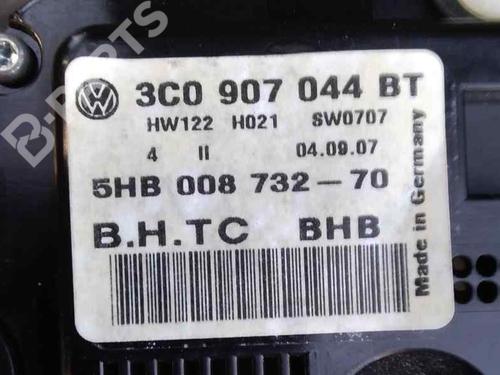 B-PARTS
3C0 907 044 BT
HW122 H021 SW0707
4 II 04.09.07
5HB 008 732-70
B.H.TC BHB
Made in Germany